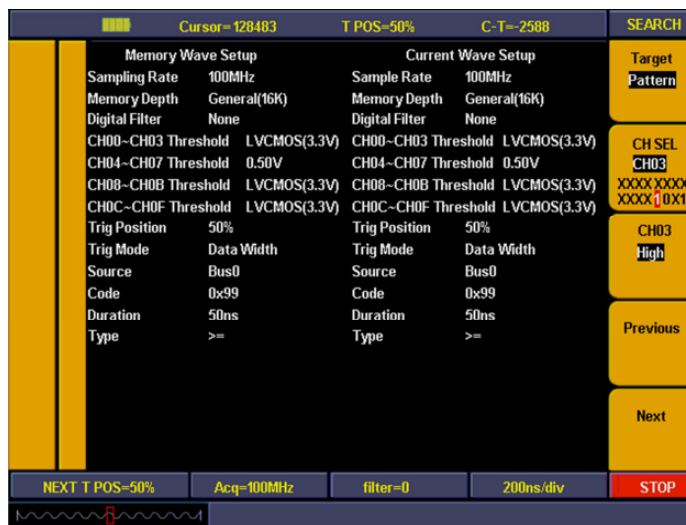 Cursor=128483 T POS=50% C-T=-2588 SEARCH
Memory Wave Setup Current Wave Setup
Sampling Rate 100MHz Sample Rate 100MHz
Memory Depth General(16K) Memory Depth General(16K)
Digital Filter None Digital Filter None
CH00~CH03 Threshold LVCMOS(3.3V) CH00~CH03 Threshold LVCMOS(3.3V)
CH04~CH07 Threshold 0.50V CH04~CH07 Threshold 0.50V
CH08~CH0B Threshold LVCMOS(3.3V) CH08~CH0B Threshold LVCMOS(3.3V)
CH0C~CH0F Threshold LVCMOS(3.3V) CH0C~CH0F Threshold LVCMOS(3.3V)
Trig Position 50% Trig Position 50%
Trig Mode Data Width Trig Mode Data Width
Source Bus0 Source Bus0
Code 0x99 Code 0x99
Duration 50ns Duration 50ns
Type >= Type >=
Target
Pattern
CH SEL
CH03
XXXX XXXX
XXXX 1 0X1
CH03
High
Previous
Next
NEXT T POS=50% Acq=100MHz filter=0 200ns/div STOP